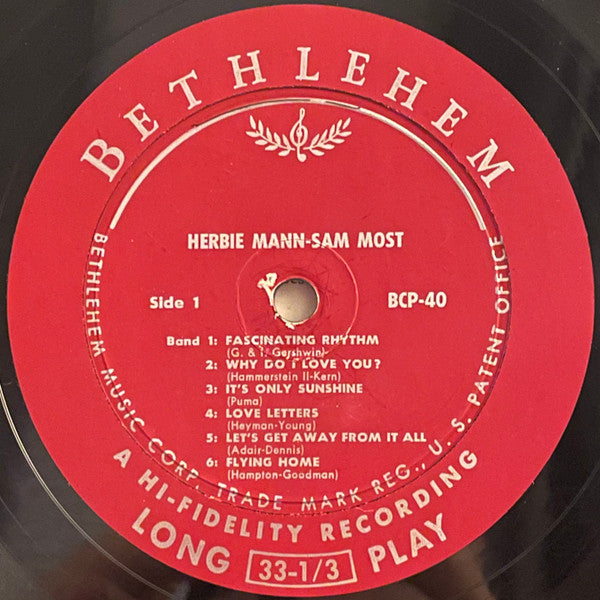 BETHLEHEM
HERBIE MANN-SAM MOST
Side 1
BCP-40
Band 1: FASCINATING RHYTHM
(G. & I. Gershwin)
2: WHY DO I LOVE YOU?
(Hammerstein II-Kern)
3: IT'S ONLY SUNSHINE
(Puma)
4: LOVE LETTERS
(Heyman-Young)
5: LET'S GET AWAY FROM IT ALL
(Adair-Dennis)
6: FLYING HOME
(Hampton-Goodman)
BETHLEHEM MUSIC CORP. TRADE MARK REG., U. S. PATENT OFFICE
A HI-FIDELITY RECORDING
LONG 33-1/3 PLAY